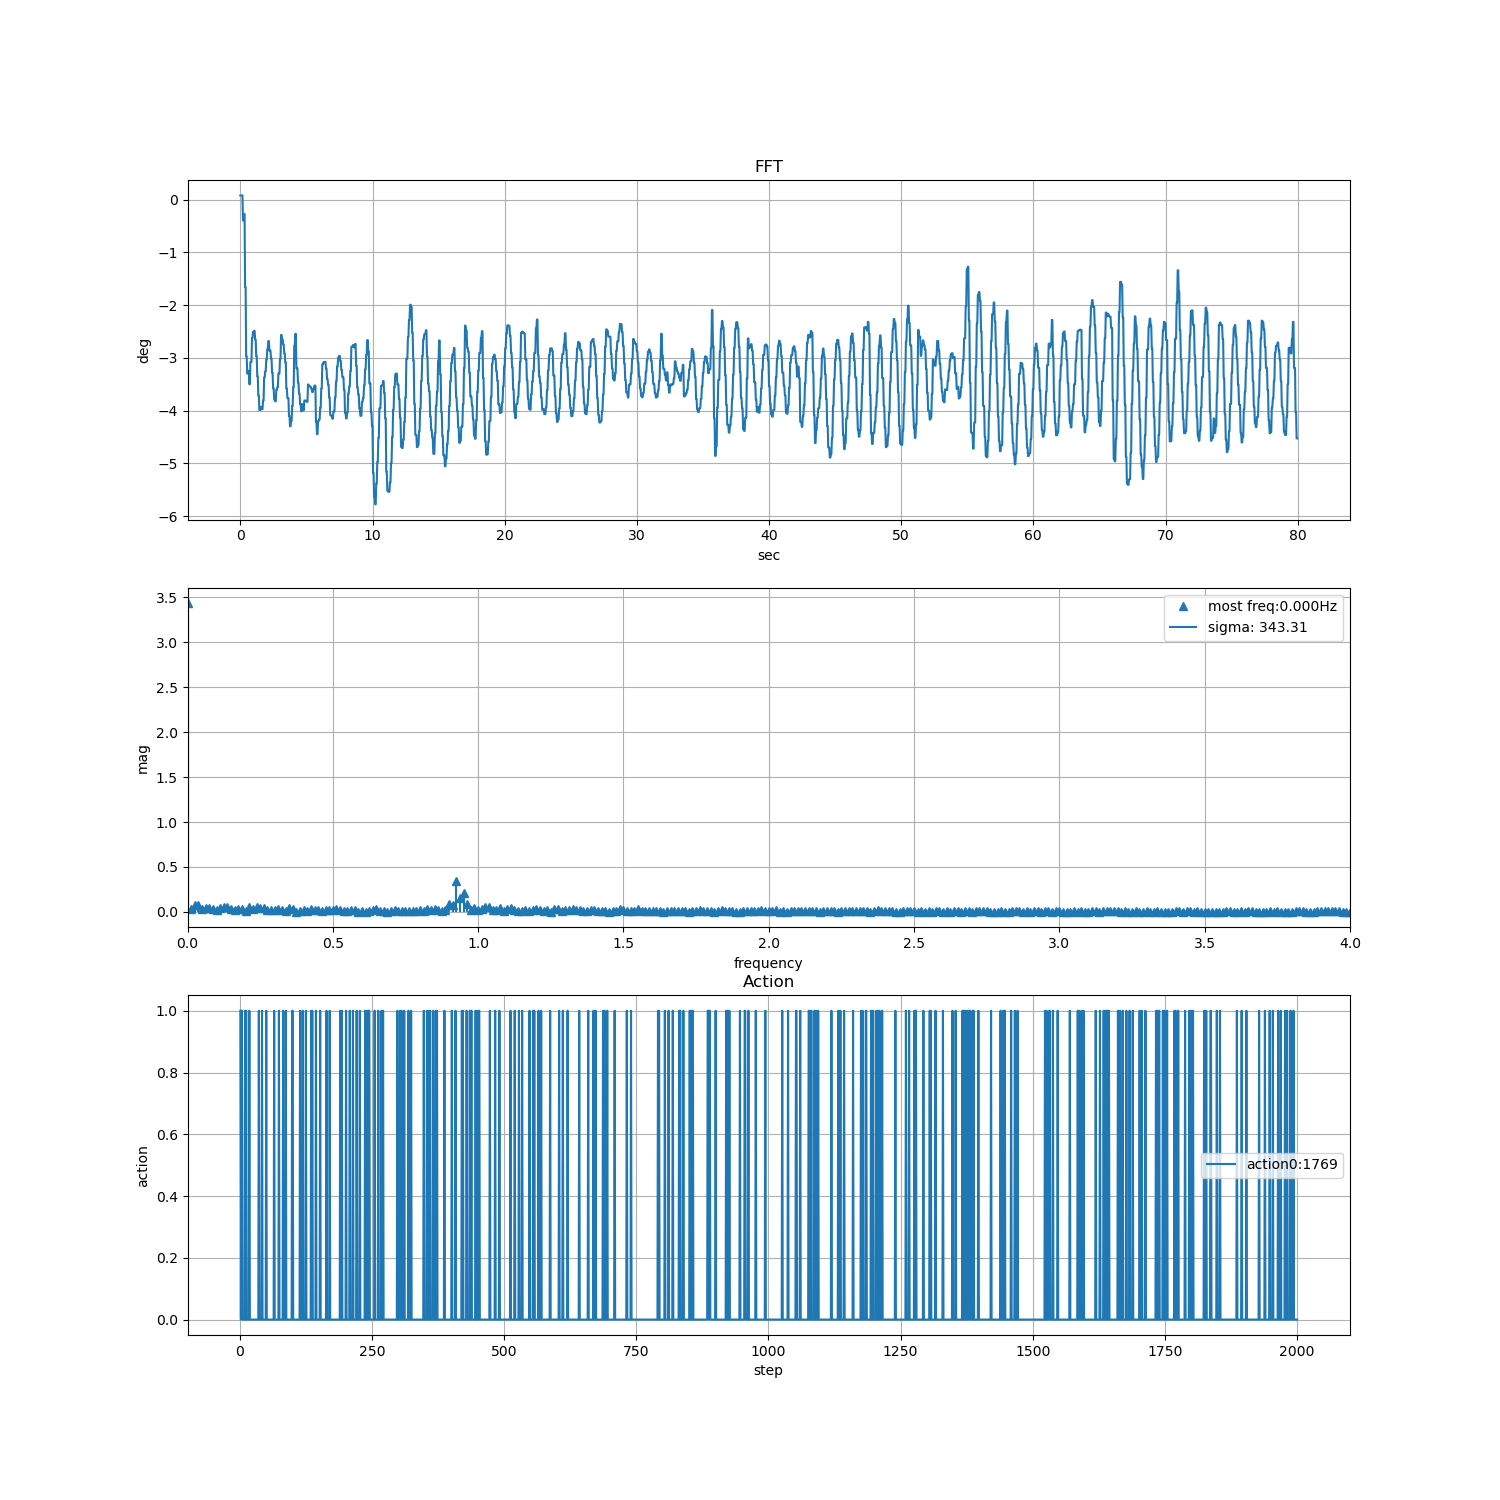 FFT
0
−1
−2
−3
−4
−5
−6
deg
0 10 20 30 40 50 60 70 80
sec
3.5
3.0
2.5
2.0
1.5
1.0
0.5
0.0
mag
most freq:0.000Hz
sigma: 343.31
0.0 0.5 1.0 1.5 2.0 2.5 3.0 3.5 4.0
frequency
Action
1.0
0.8
0.6
0.4
0.2
0.0
action
action0:1769
0 250 500 750 1000 1250 1500 1750 2000
step